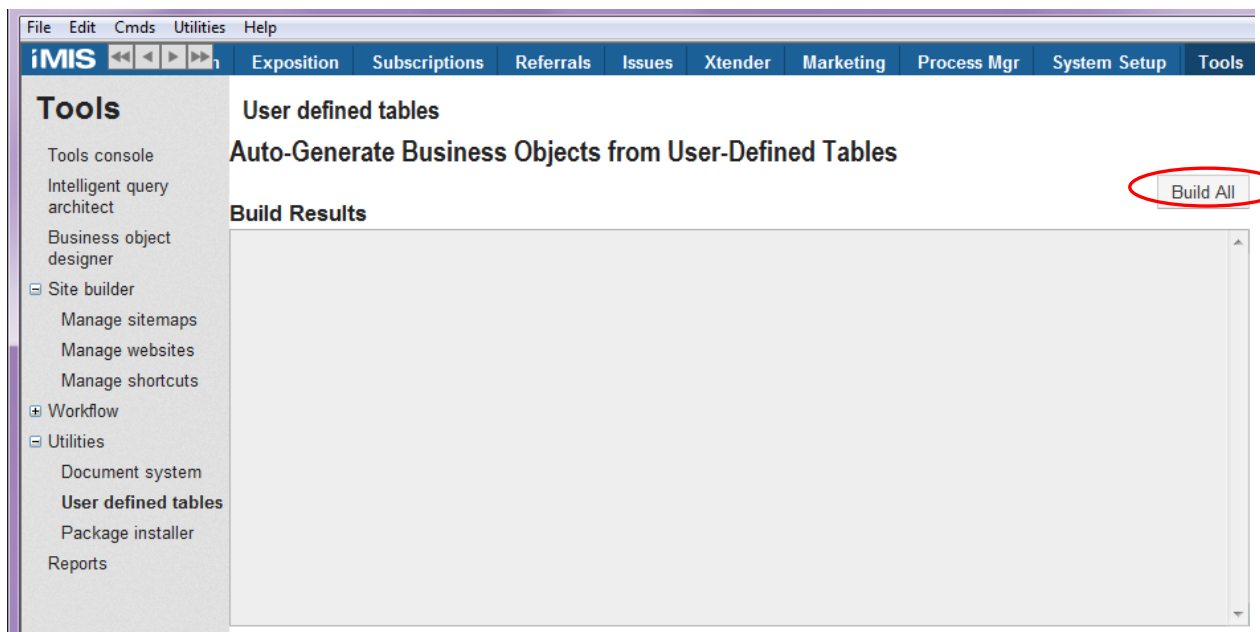 File Edit Cmds Utilities Help
iMIS n Exposition Subscriptions Referrals Issues Xtender Marketing Process Mgr System Setup Tools
Tools
Tools console
Intelligent query
architect
Business object
designer
Site builder
Manage sitemaps
Manage websites
Manage shortcuts
Workflow
Utilities
Document system
User defined tables
Package installer
Reports
User defined tables
Auto-Generate Business Objects from User-Defined Tables
Build All
Build Results